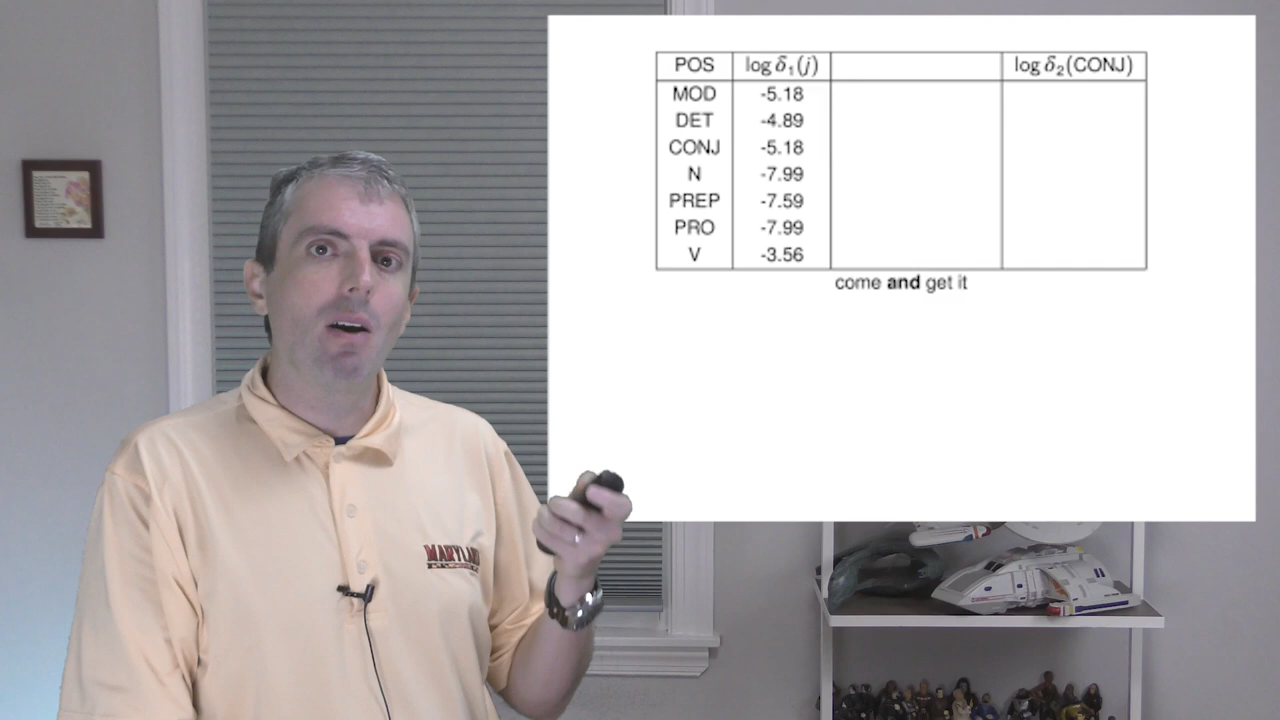 POS log δ₁(j) log δ₂(CONJ)
MOD -5.18
DET -4.89
CONJ -5.18
N -7.99
PREP -7.59
PRO -7.99
V -3.56
come and get it
MARYLAND